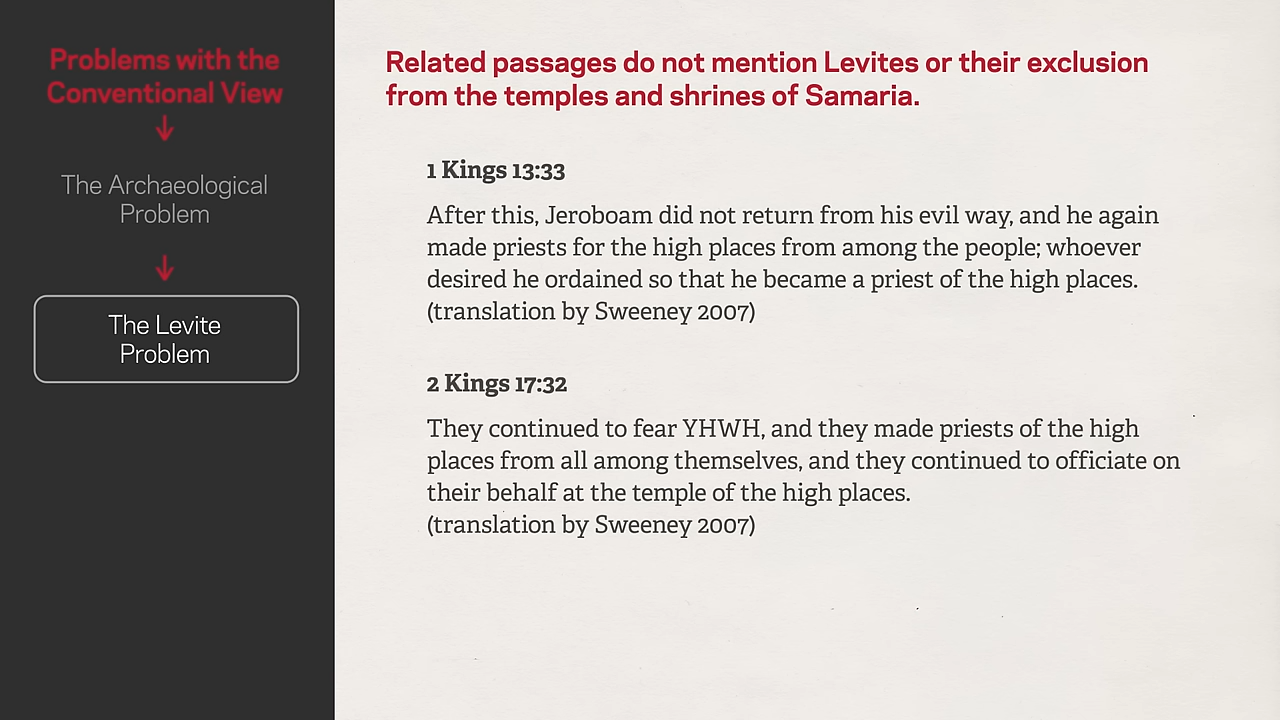 Problems with the
Conventional View
The Archaeological
Problem
The Levite
Problem
Related passages do not mention Levites or their exclusion
from the temples and shrines of Samaria.
1 Kings 13:33
After this, Jeroboam did not return from his evil way, and he again
made priests for the high places from among the people; whoever
desired he ordained so that he became a priest of the high places.
(translation by Sweeney 2007)
2 Kings 17:32
They continued to fear YHWH, and they made priests of the high
places from all among themselves, and they continued to officiate on
their behalf at the temple of the high places.
(translation by Sweeney 2007)